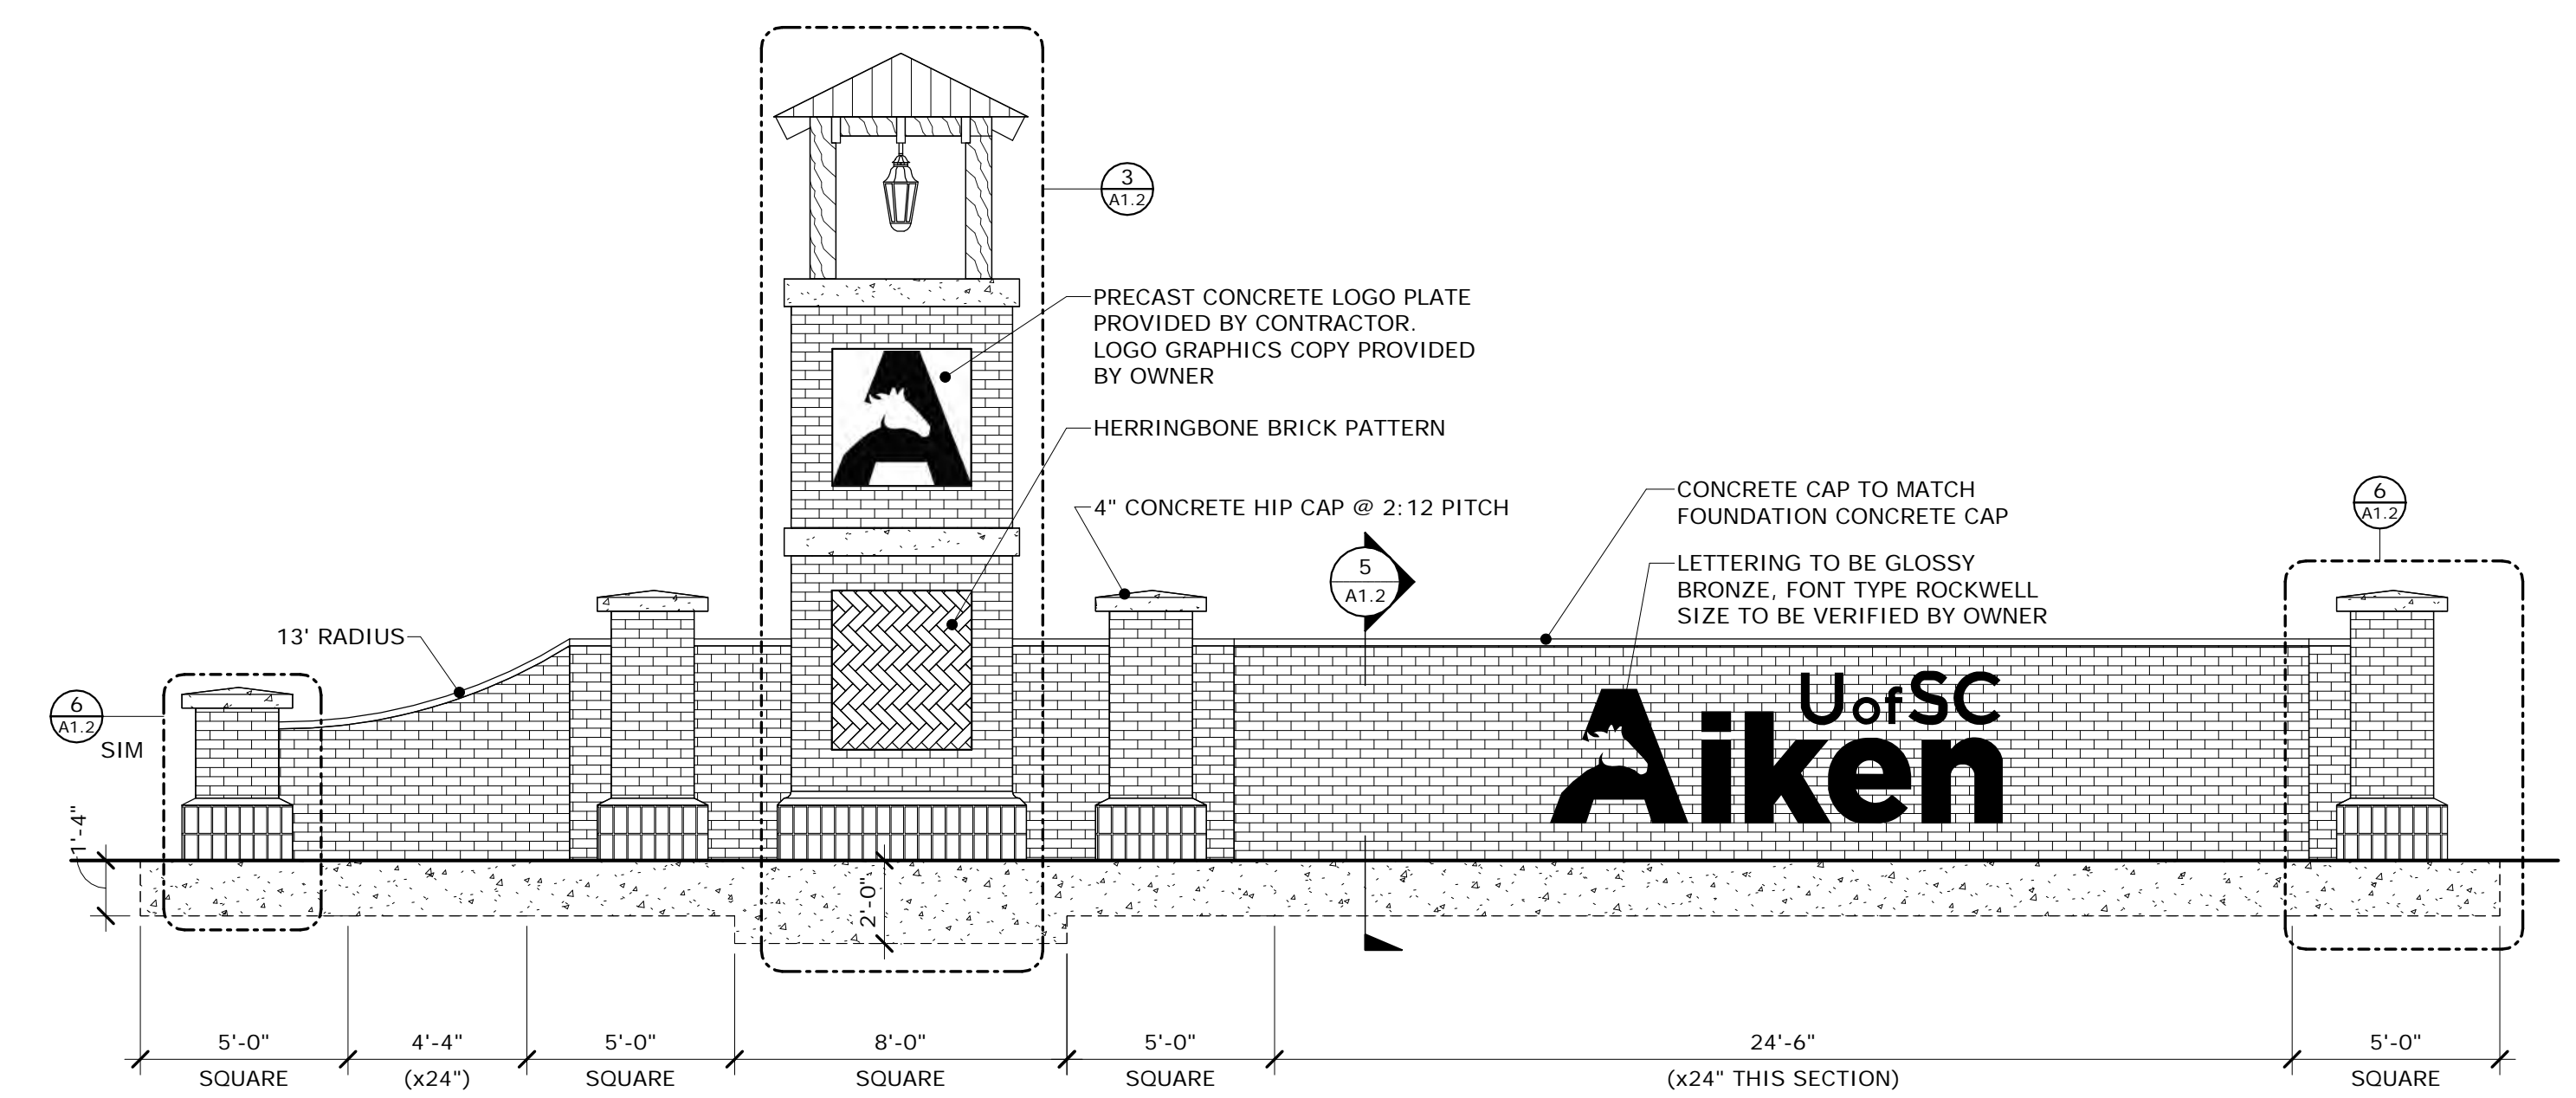 3
A1.2
PRECAST CONCRETE LOGO PLATE
PROVIDED BY CONTRACTOR.
LOGO GRAPHICS COPY PROVIDED
BY OWNER
HERRINGBONE BRICK PATTERN
4" CONCRETE HIP CAP @ 2:12 PITCH
5
A1.2
CONCRETE CAP TO MATCH
FOUNDATION CONCRETE CAP
LETTERING TO BE GLOSSY
BRONZE, FONT TYPE ROCKWELL
SIZE TO BE VERIFIED BY OWNER
6
A1.2
13' RADIUS
6
A1.2
SIM
A
UofSC
Aiken
1'-4"
2'-0"
5'-0"
SQUARE
4'-4"
(x24")
5'-0"
SQUARE
8'-0"
SQUARE
5'-0"
SQUARE
24'-6"
(x24" THIS SECTION)
5'-0"
SQUARE